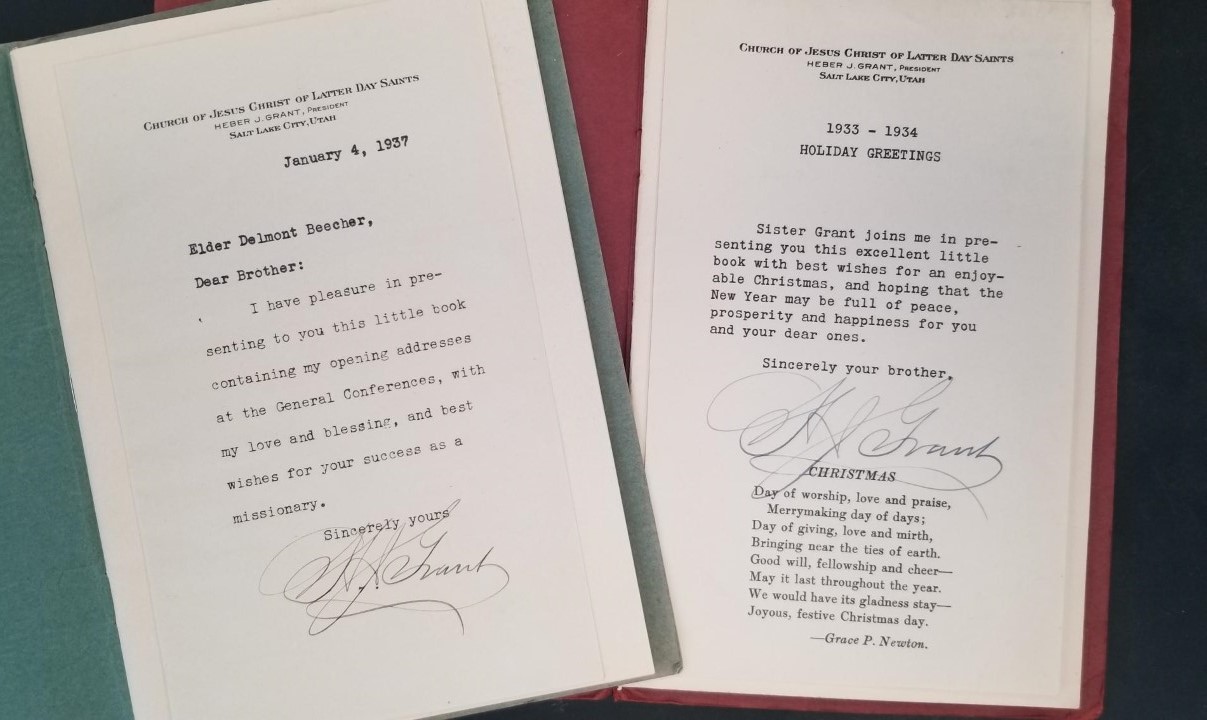 CHURCH OF JESUS CHRIST OF LATTER DAY SAINTS
HEBER J. GRANT, PRESIDENT
SALT LAKE CITY, UTAH
January 4, 1937
Elder Delmont Beecher,
Dear Brother:
I have pleasure in pre-
senting to you this little book
containing my opening addresses
at the General Conferences, with
my love and blessing, and best
wishes for your success as a
missionary.
Sincerely yours
H J. Grant
CHURCH OF JESUS CHRIST OF LATTER DAY SAINTS
HEBER J. GRANT, PRESIDENT
SALT LAKE CITY, UTAH
1933 - 1934
HOLIDAY GREETINGS
Sister Grant joins me in pre-
senting you this excellent little
book with best wishes for an enjoy-
able Christmas, and hoping that the
New Year may be full of peace,
prosperity and happiness for you
and your dear ones.
Sincerely your brother,
H J Grant
CHRISTMAS
Day of worship, love and praise,
Merrymaking day of days;
Day of giving, love and mirth,
Bringing near the ties of earth.
Good will, fellowship and cheer—
May it last throughout the year.
We would have its gladness stay—
Joyous, festive Christmas day.
—Grace P. Newton.